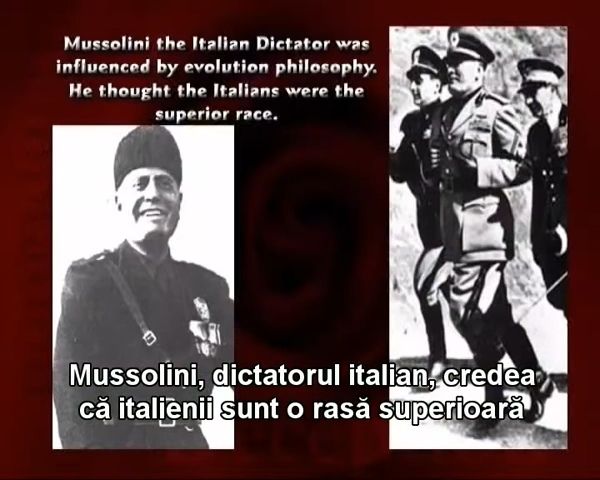 Mussolini the Italian Dictator was
influenced by evolution philosophy.
He thought the Italians were the
superior race.
Mussolini, dictatorul italian, credea
că italienii sunt o rasă superioară